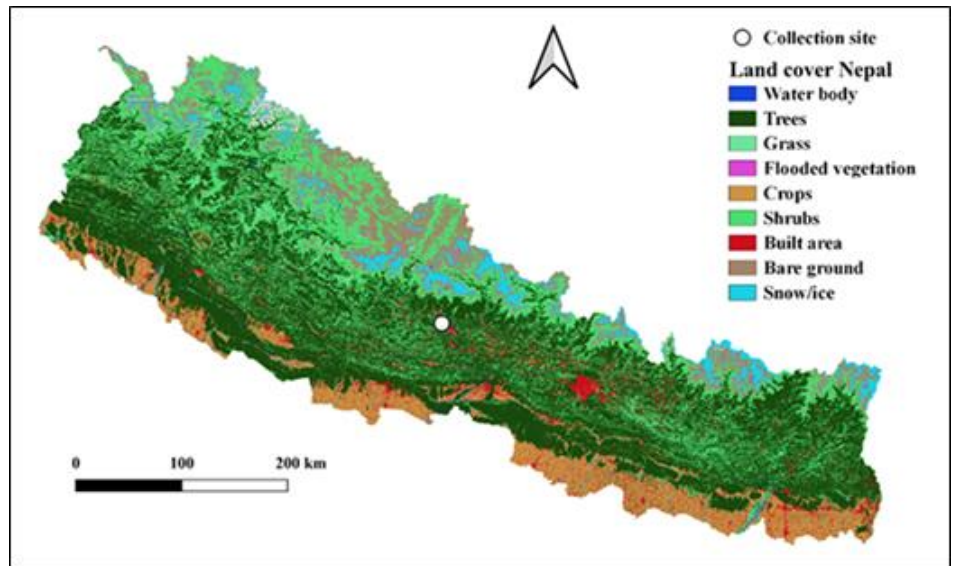 Collection site
Land cover Nepal
Water body
Trees
Grass
Flooded vegetation
Crops
Shrubs
Built area
Bare ground
Snow/ice
0 100 200 km